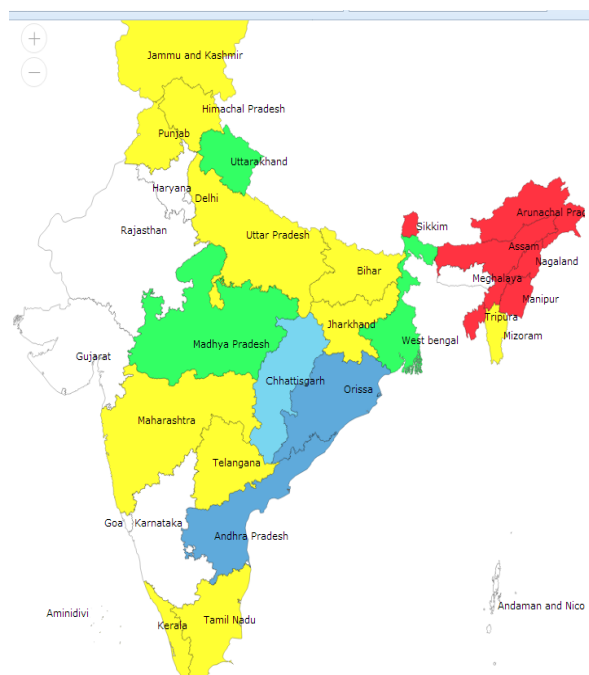 Jammu and Kashmir
Himachal Pradesh
Punjab
Uttarakhand
Haryana
Delhi
Rajasthan
Uttar Pradesh
Sikkim
Arunachal Prac
Assam
Nagaland
Bihar
Meghalaya
Manipur
Tripura
Jharkhand
Mizoram
West bengal
Madhya Pradesh
Gujarat
Chhattisgarh
Orissa
Maharashtra
Telangana
Goa
Karnataka
Andhra Pradesh
Andaman and Nico
Aminidivi
Tamil Nadu
Kerala